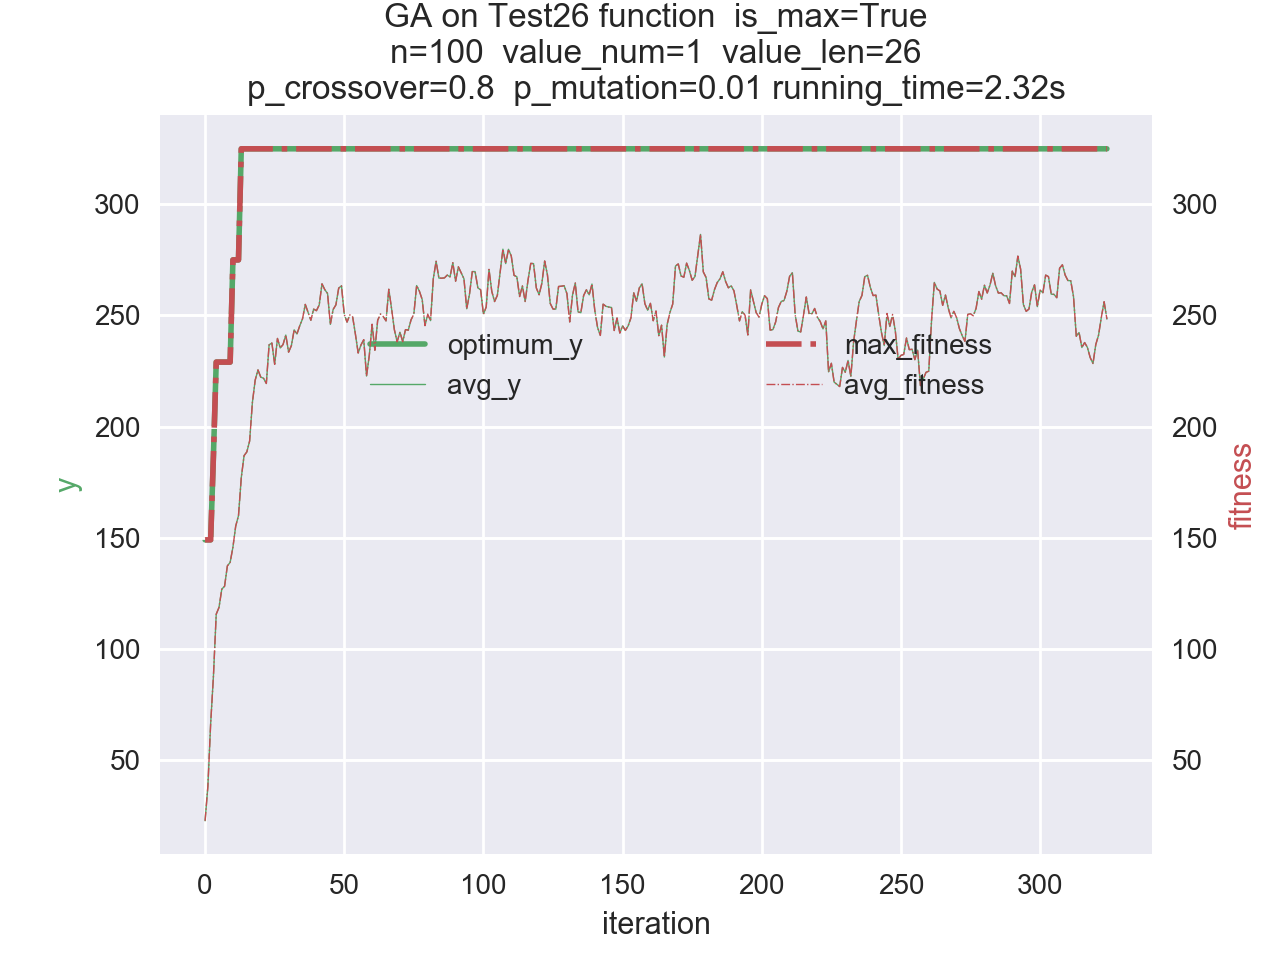 GA on Test26 function  is_max=True
n=100  value_num=1  value_len=26
p_crossover=0.8  p_mutation=0.01 running_time=2.32s
300
250
200
150
100
50
y
300
250
200
150
100
50
fitness
optimum_y
avg_y
max_fitness
avg_fitness
0 50 100 150 200 250 300
iteration